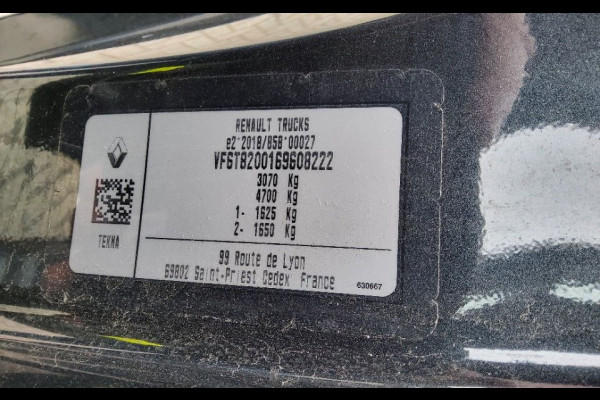 RENAULT TRUCKS
e2*2018/858*00027
VF6T8200169608222
3070 Kg
4700 Kg
1- 1625 Kg
2- 1650 Kg
TEKNA
99 Route de Lyon
69802 Saint-Priest Cedex France
630667